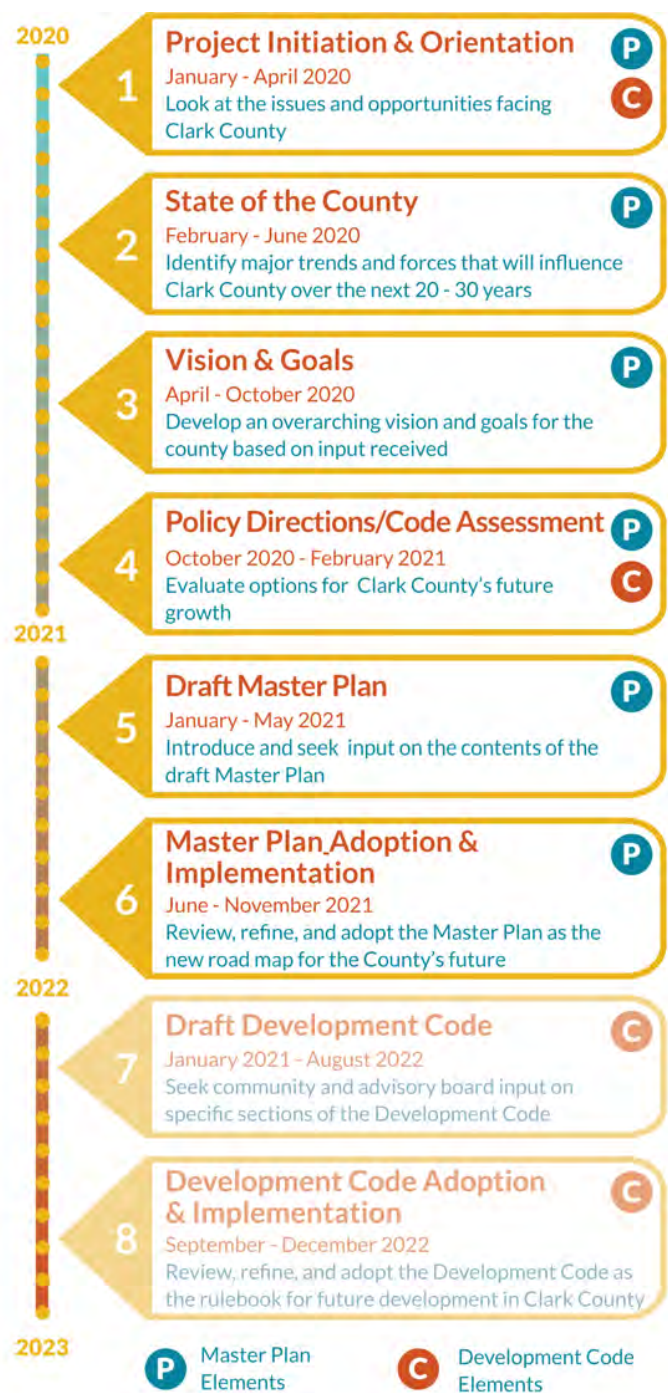 2020
1
Project Initiation & Orientation
P
January - April 2020
C
Look at the issues and opportunities facing
Clark County
2
State of the County
P
February - June 2020
Identify major trends and forces that will influence
Clark County over the next 20 - 30 years
3
Vision & Goals
P
April - October 2020
Develop an overarching vision and goals for the
county based on input received
4
Policy Directions/Code Assessment
P
October 2020 - February 2021
C
Evaluate options for Clark County's future
growth
2021
5
Draft Master Plan
P
January - May 2021
Introduce and seek input on the contents of the
draft Master Plan
6
Master Plan Adoption &
Implementation
P
June - November 2021
Review, refine, and adopt the Master Plan as the
new road map for the County's future
2022
7
Draft Development Code
C
January 2021 - August 2022
Seek community and advisory board input on
specific sections of the Development Code
8
Development Code Adoption
& Implementation
C
September - December 2022
Review, refine, and adopt the Development Code as
the rulebook for future development in Clark County
2023
P
Master Plan
Elements
C
Development Code
Elements